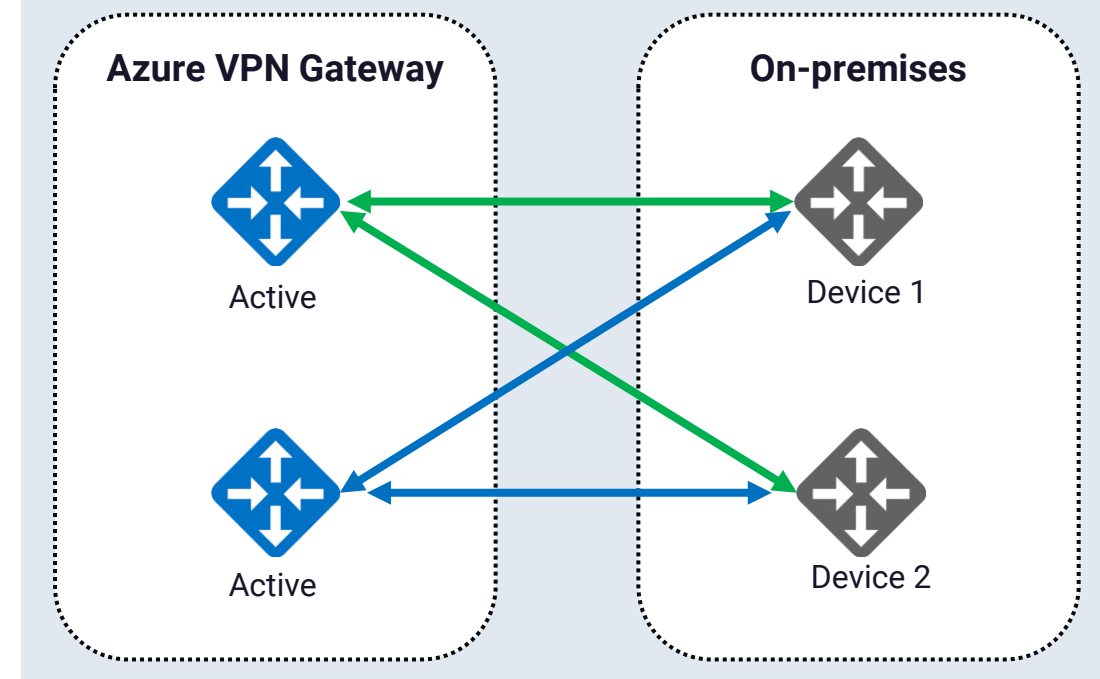 Azure VPN Gateway
On-premises
Active
Device 1
Active
Device 2